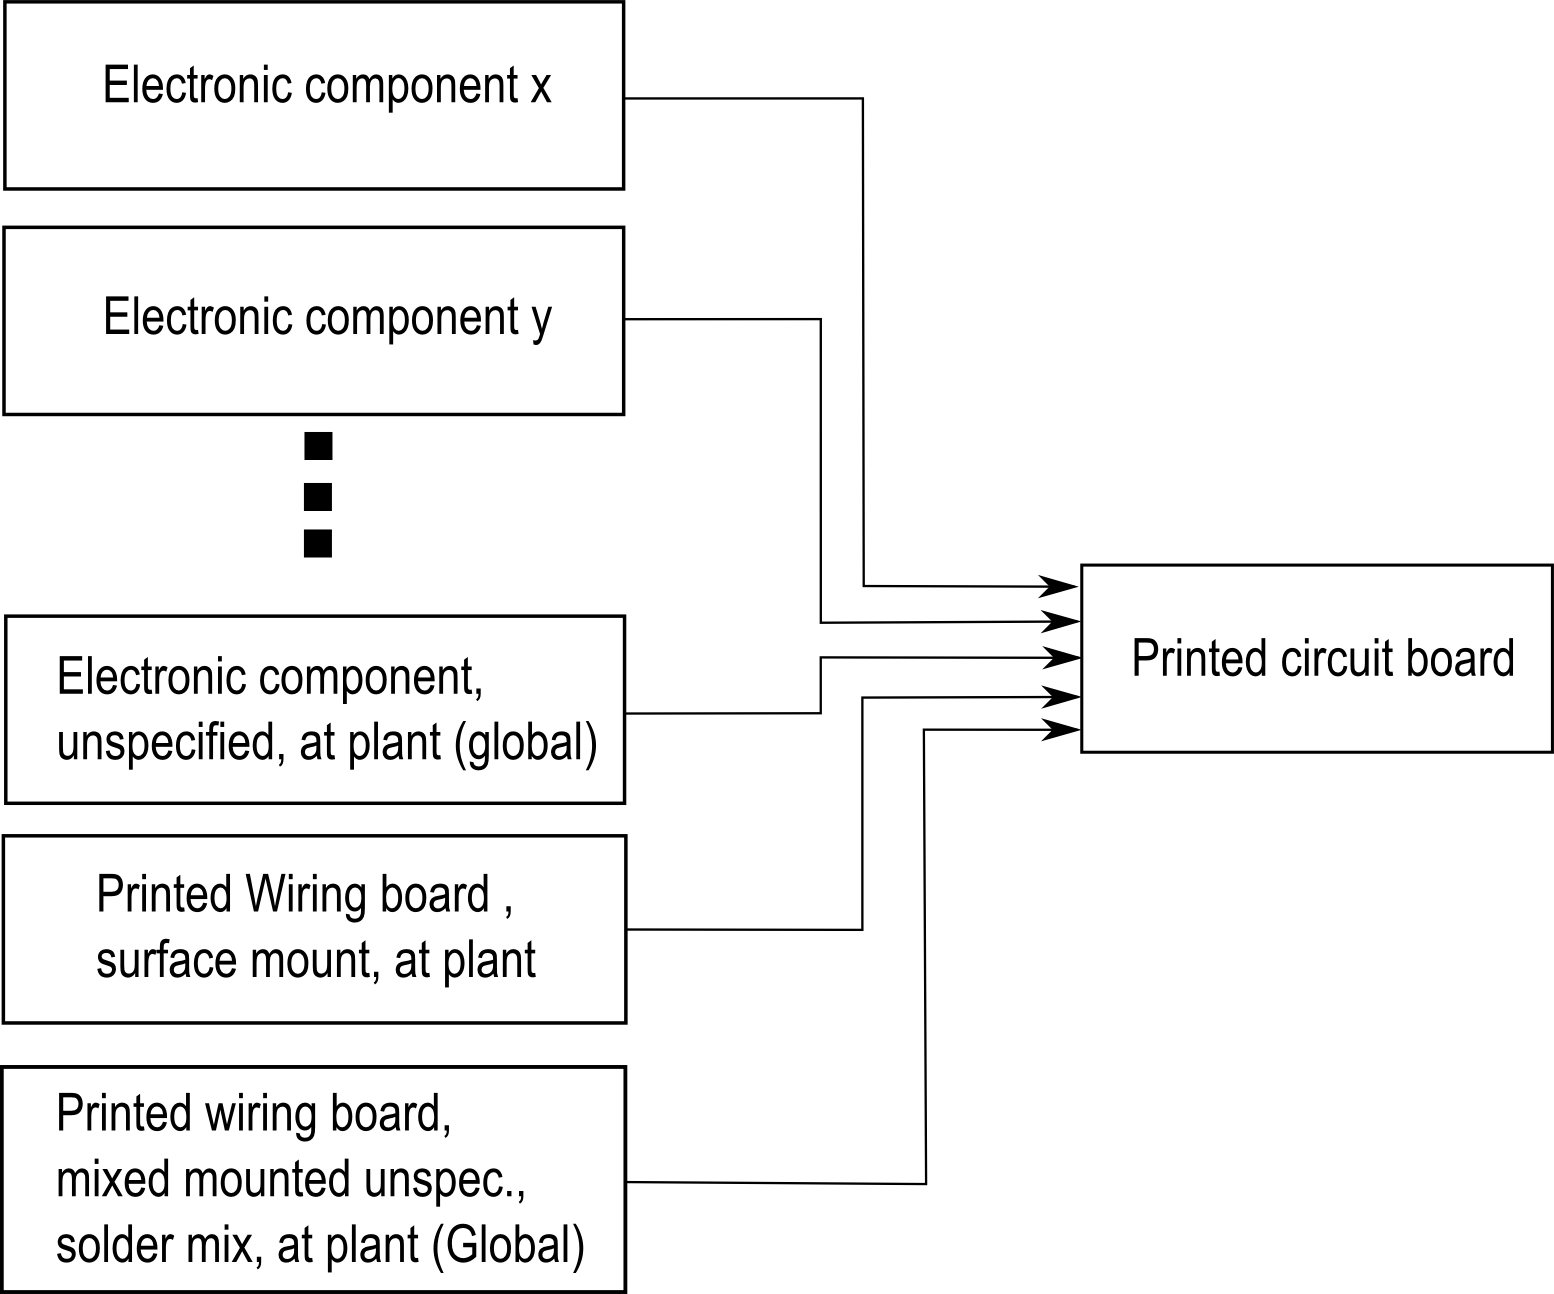 Electronic component x
Electronic component y
Electronic component,
unspecified, at plant (global)
Printed circuit board
Printed Wiring board ,
surface mount, at plant
Printed wiring board,
mixed mounted unspec.,
solder mix, at plant (Global)